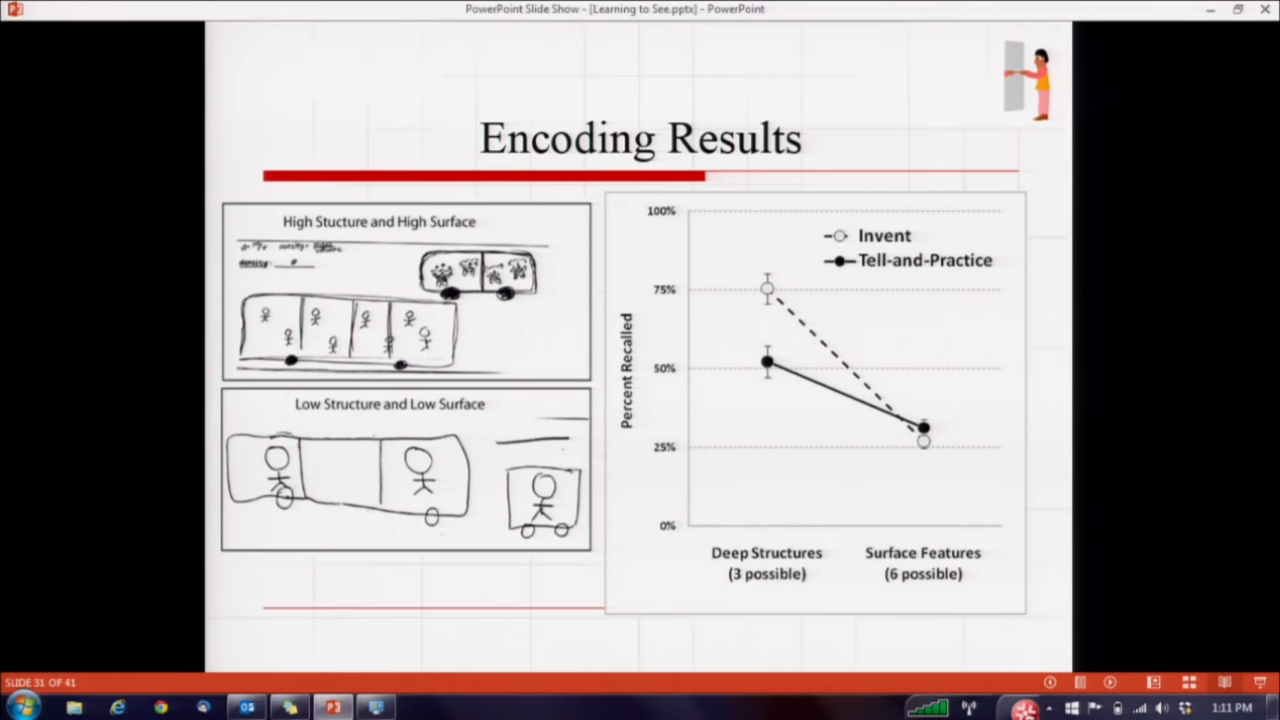 PowerPoint Slide Show - [Learning to See.pptx] - PowerPoint
Encoding Results
High Stucture and High Surface
Low Structure and Low Surface
100%
75%
50%
25%
0%
Percent Recalled
Invent
Tell-and-Practice
Deep Structures
(3 possible)
Surface Features
(6 possible)
SLIDE 31 OF 41
1:11 PM